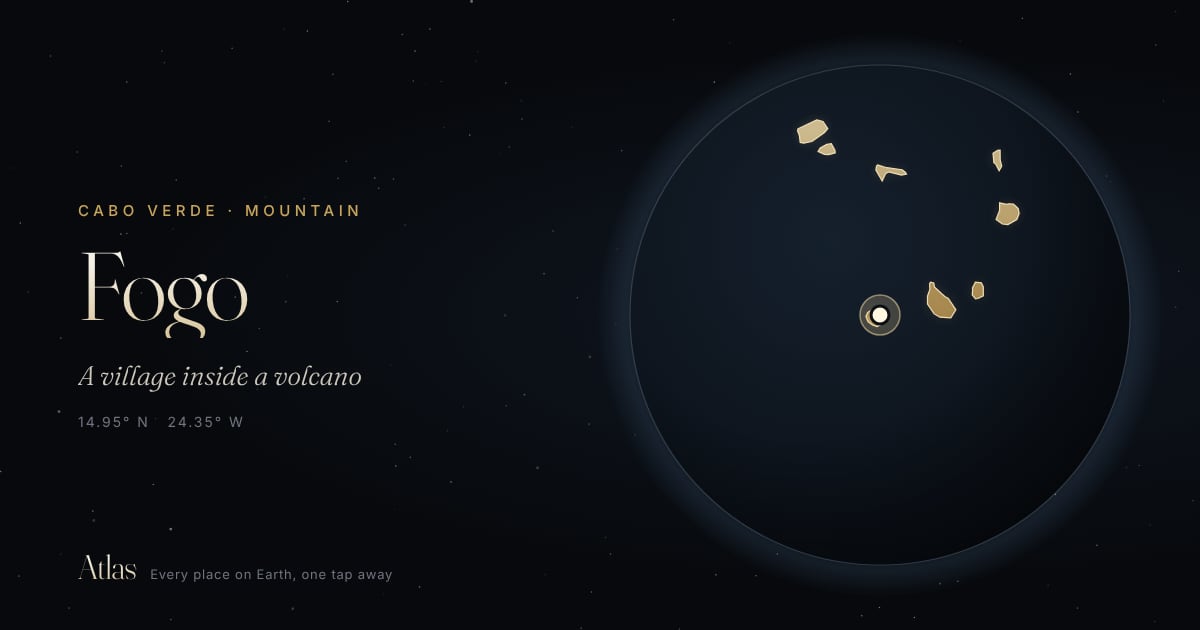 CABO VERDE · MOUNTAIN
Fogo
A village inside a volcano
14.95° N   24.35° W
Atlas Every place on Earth, one tap away